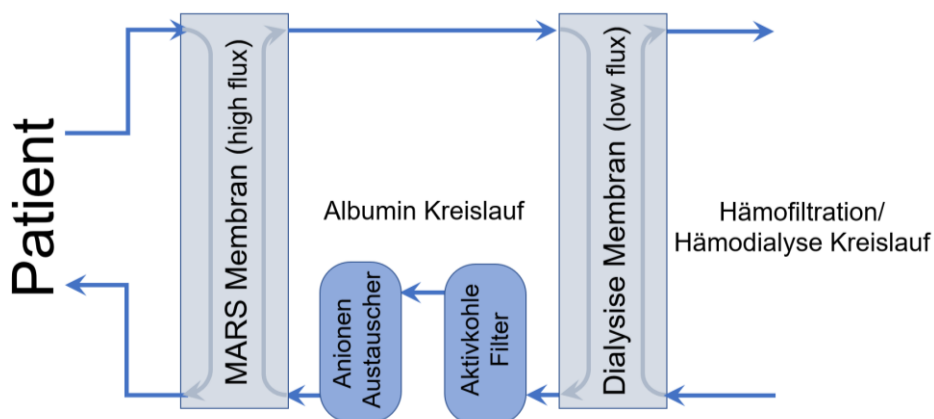 Patient
MARS Membran (high flux)
Albumin Kreislauf
Anionen
Austauscher
Aktivkohle
Filter
Dialysise Membran (low flux)
Hämofiltration/
Hämodialyse Kreislauf